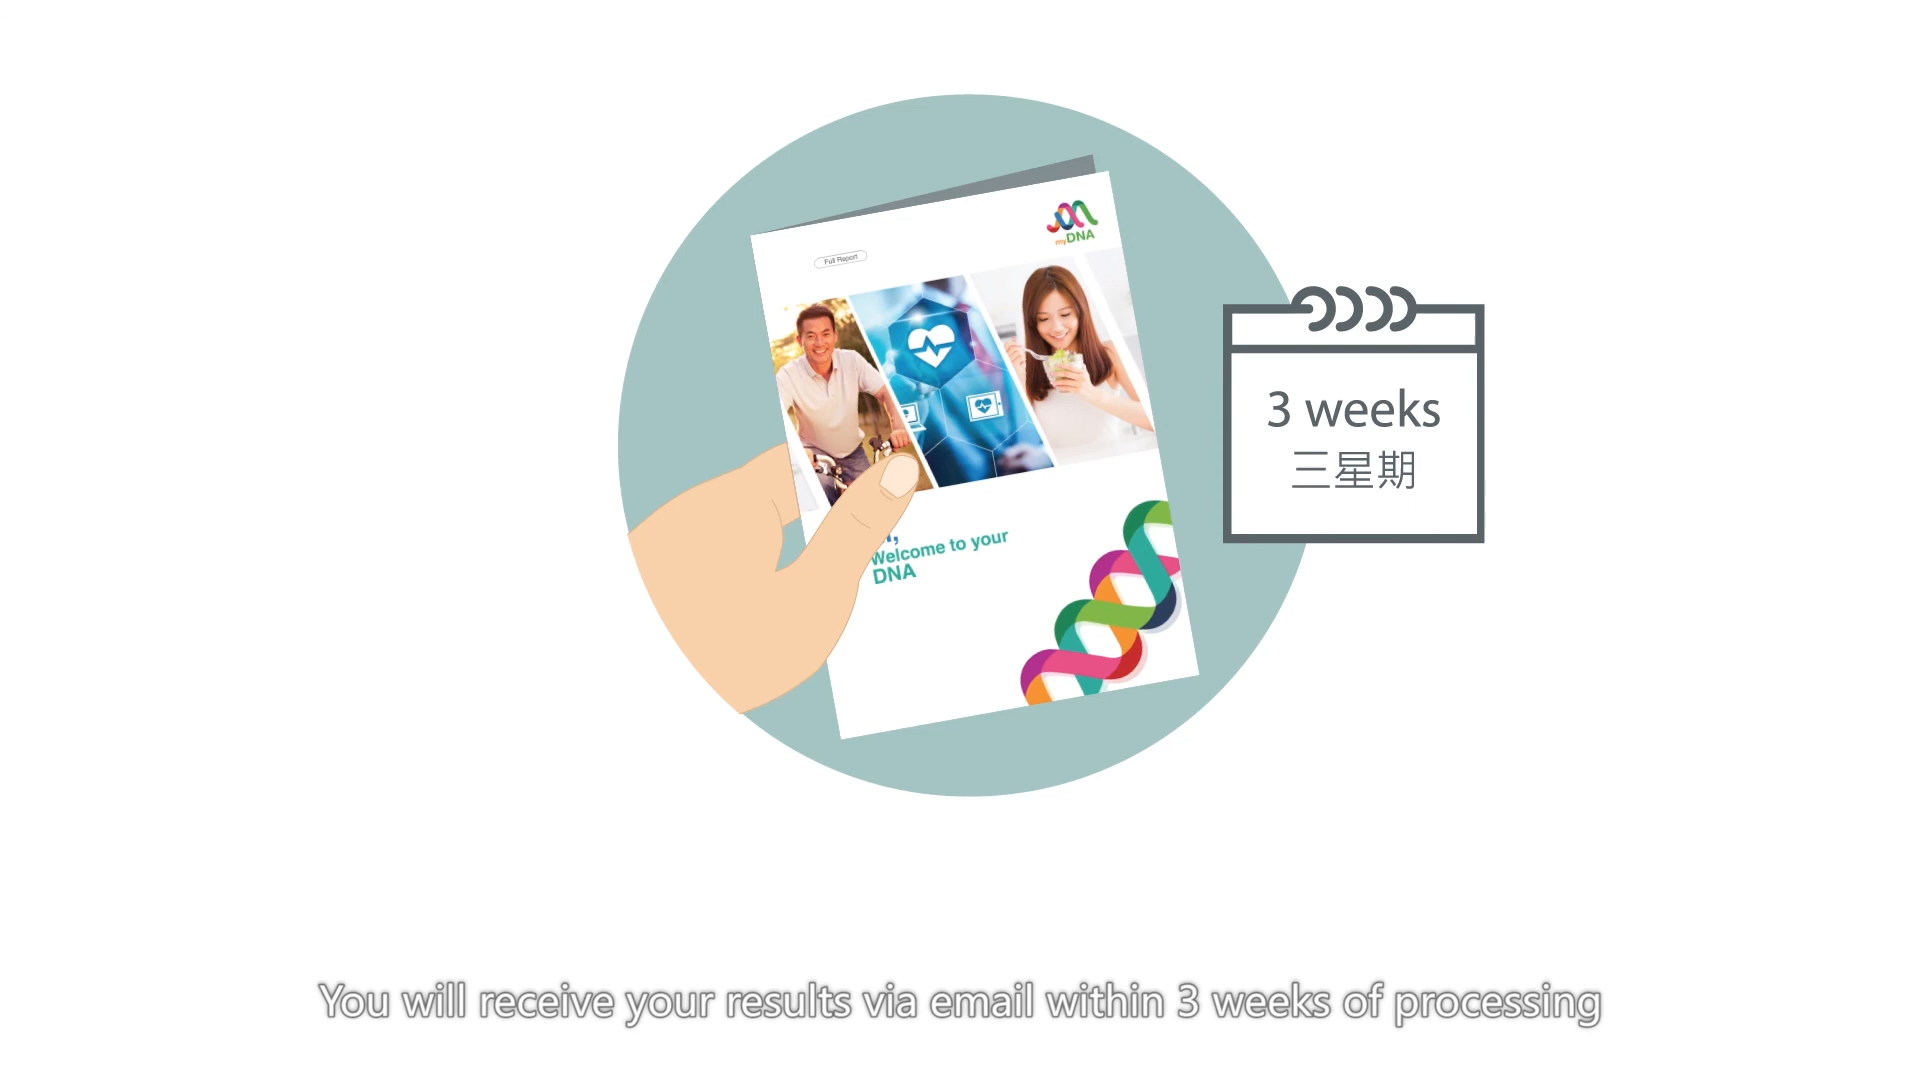 myDNA
Full Report
Welcome to your
DNA
3 weeks
三星期
You will receive your results via email within 3 weeks of processing